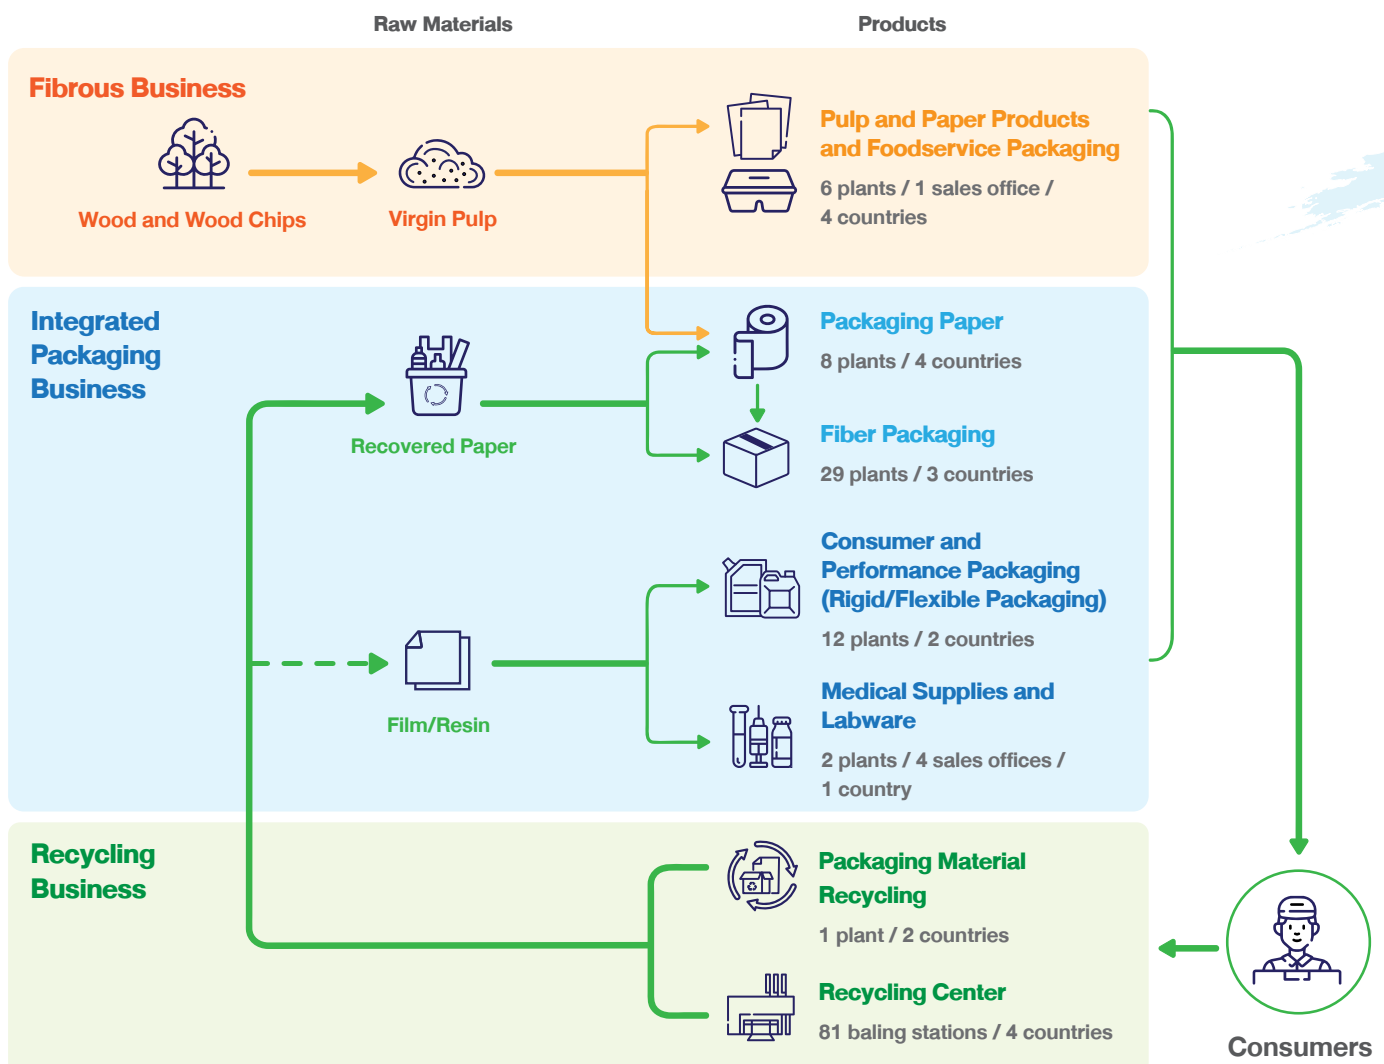 Raw Materials
Products
Fibrous Business
Wood and Wood Chips
Virgin Pulp
Pulp and Paper Products
and Foodservice Packaging
6 plants / 1 sales office /
4 countries
Integrated
Packaging
Business
Recovered Paper
Packaging Paper
8 plants / 4 countries
Fiber Packaging
29 plants / 3 countries
Film/Resin
Consumer and
Performance Packaging
(Rigid/Flexible Packaging)
12 plants / 2 countries
Medical Supplies and
Labware
2 plants / 4 sales offices /
1 country
Recycling
Business
Packaging Material
Recycling
1 plant / 2 countries
Recycling Center
81 baling stations / 4 countries
Consumers